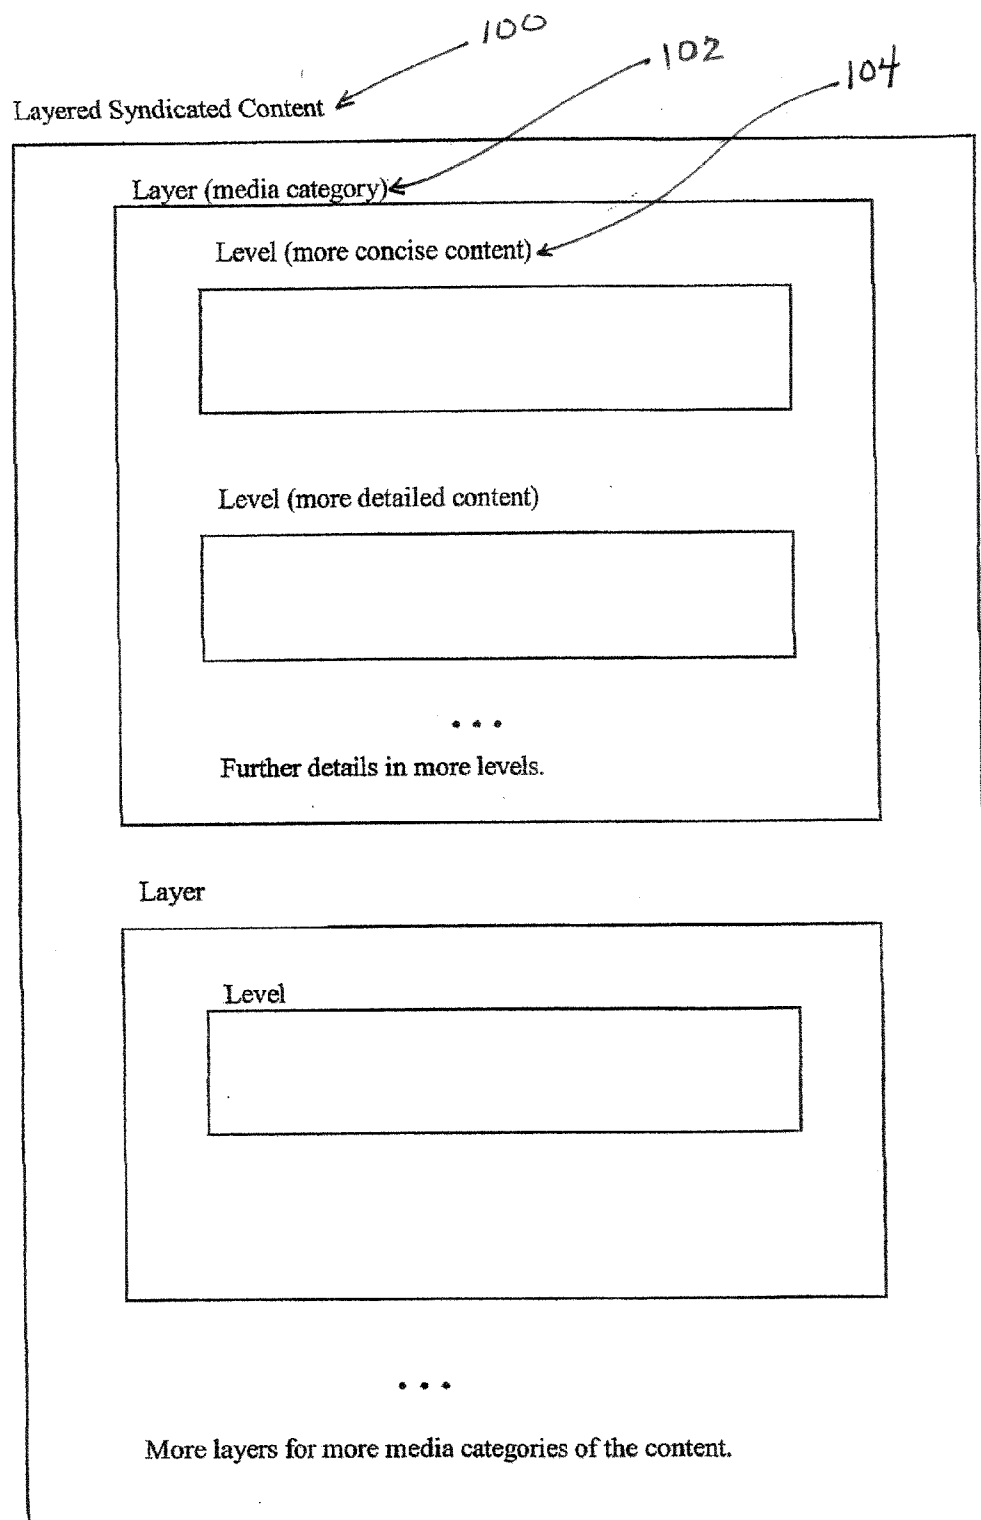 100
102
104
Layered Syndicated Content
Layer (media category)
Level (more concise content)
Level (more detailed content)
...
Further details in more levels.
Layer
Level
...
More layers for more media categories of the content.